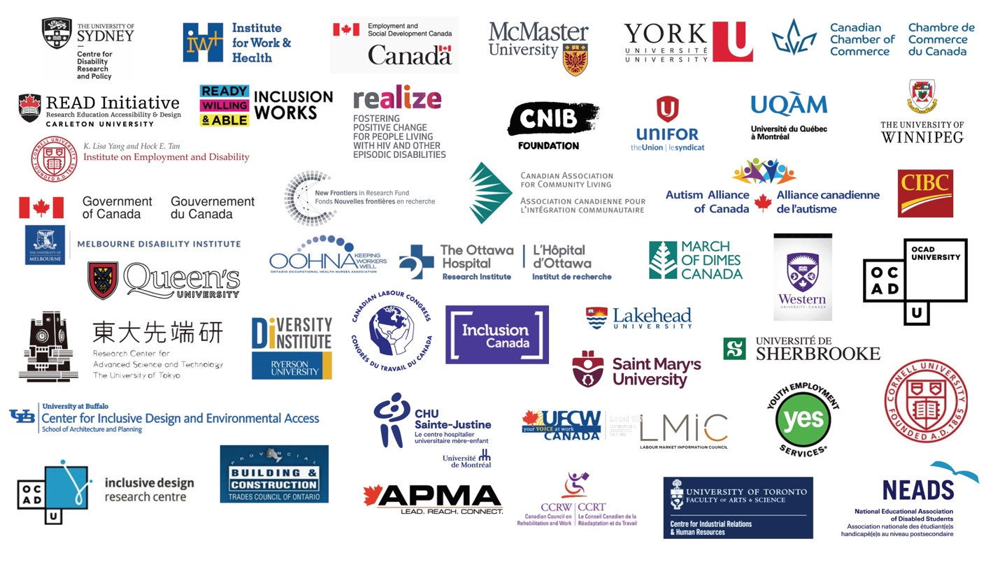 THE UNIVERSITY OF
SYDNEY
Centre for
Disability
Research
and Policy
iw+
Institute
for Work &
Health
Employment and
Social Development Canada
Canada
McMaster
University
YORK
UNIVERSITÉ
UNIVERSITY
U
Canadian
Chamber of
Commerce
Chambre de
Commerce
du Canada
READ Initiative
Research Education Accessibility & Design
CARLETON UNIVERSITY
READY
WILLING
& ABLE
INCLUSION
WORKS
realize
FOSTERING
POSITIVE CHANGE
FOR PEOPLE LIVING
WITH HIV AND OTHER
EPISODIC DISABILITIES
CNIB
FOUNDATION
UNIFOR
theUnion | lesyndicat
UQÀM
Université du Québec
à Montréal
THE UNIVERSITY OF
WINNIPEG
CORNELL UNIVERSITY
FOUNDED A.D. 1865
K. Lisa Yang and Hock E. Tan
Institute on Employment and Disability
Government
of Canada
Gouvernement
du Canada
New Frontiers in Research Fund
Fonds Nouvelles frontières en recherche
CANADIAN ASSOCIATION
FOR COMMUNITY LIVING
ASSOCIATION CANADIENNE POUR
L'INTÉGRATION COMMUNAUTAIRE
Autism Alliance
of Canada
Alliance canadienne
de l'autisme
CIBC
THE UNIVERSITY OF
MELBOURNE
MELBOURNE DISABILITY INSTITUTE
Queen's
UNIVERSITY
OOHNA
KEEPING
WORKERS
WELL
ONTARIO OCCUPATIONAL HEALTH NURSES ASSOCIATION
The Ottawa
Hospital
Research Institute
L'Hôpital
d'Ottawa
Institut de recherche
MARCH
OF DIMES
CANADA
Western
UNIVERSITY · CANADA
OCAD
UNIVERSITY
OC
AD
U
東大先端研
Research Center for
Advanced Science and Technology
The University of Tokyo
DiVERSITY
iNSTITUTE
RYERSON
UNIVERSITY
CANADIAN LABOUR CONGRESS
CONGRÈS DU TRAVAIL DU CANADA
Inclusion
Canada
Lakehead
UNIVERSITY
Saint Mary's
University
UNIVERSITÉ DE
SHERBROOKE
UB
University at Buffalo
Center for Inclusive Design and Environmental Access
School of Architecture and Planning
CHU
Sainte-Justine
Le centre hospitalier
universitaire mère-enfant
Université
de Montréal
UFCW
your VOICE at work
CANADA
LMiC
LABOUR MARKET INFORMATION COUNCIL
YOUTH EMPLOYMENT
yes
SERVICES
CORNELL UNIVERSITY
FOUNDED A.D. 1865
OC
AD
U
inclusive design
research centre
PROVINCIAL
BUILDING &
CONSTRUCTION
TRADES COUNCIL OF ONTARIO
APMA
LEAD. REACH. CONNECT.
CCRW
Canadian Council on
Rehabilitation and Work
CCRT
Le Conseil Canadien de la
Réadaptation et du Travail
UNIVERSITY OF TORONTO
FACULTY OF ARTS & SCIENCE
Centre for Industrial Relations
& Human Resources
NEADS
National Educational Association
of Disabled Students
Association nationale des étudiant(e)s
handicapé(e)s au niveau postsecondaire